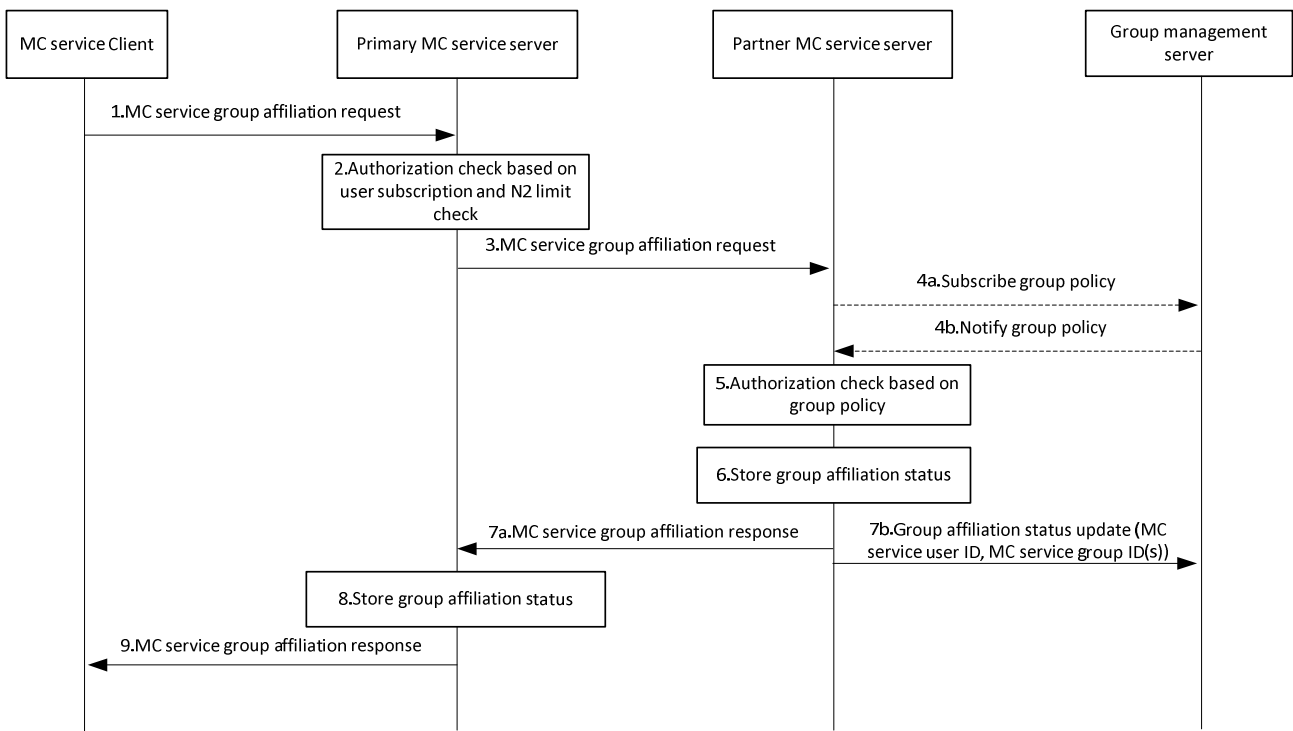 MC service Client
Primary MC service server
Partner MC service server
Group management
server
1.MC service group affiliation request
2.Authorization check based on
user subscription and N2 limit
check
3.MC service group affiliation request
4a.Subscribe group policy
4b.Notify group policy
5.Authorization check based on
group policy
6.Store group affiliation status
7a.MC service group affiliation response
7b.Group affiliation status update (MC
service user ID, MC service group ID(s))
8.Store group affiliation status
9.MC service group affiliation response